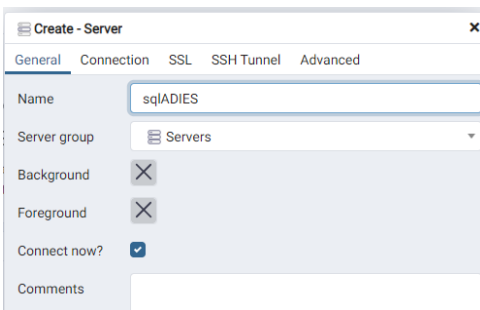 Create - Server
General Connection SSL SSH Tunnel Advanced
Name sqlADIES
Server group Servers
Background
Foreground
Connect now?
Comments